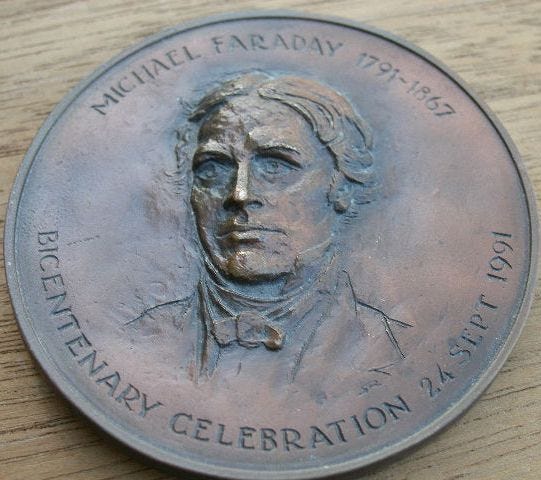 MICHAEL FARADAY 1791-1867
BICENTENARY CELEBRATION 24 SEPT 1991